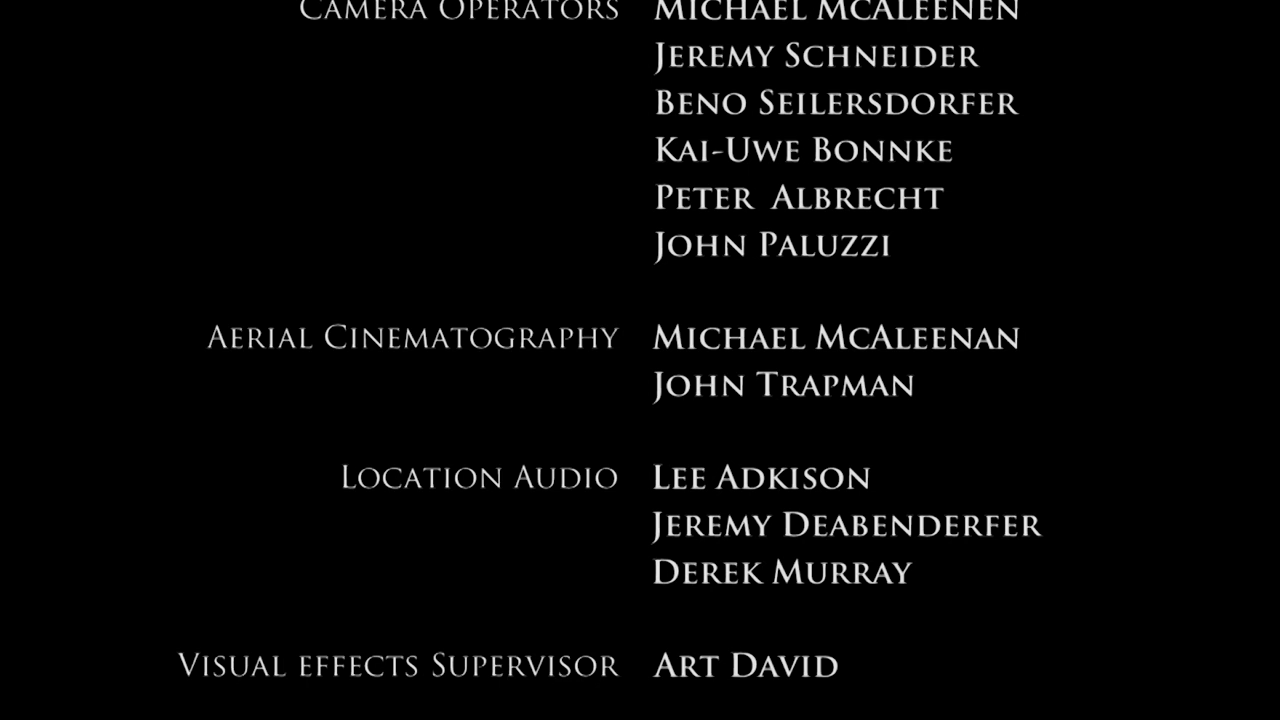 CAMERA OPERATORS MICHAEL MCALEENEN
JEREMY SCHNEIDER
BENO SEILERSDORFER
KAI-UWE BONNKE
PETER ALBRECHT
JOHN PALUZZI
AERIAL CINEMATOGRAPHY MICHAEL MCALEENAN
JOHN TRAPMAN
LOCATION AUDIO LEE ADKISON
JEREMY DEABENDERFER
DEREK MURRAY
VISUAL EFFECTS SUPERVISOR ART DAVID